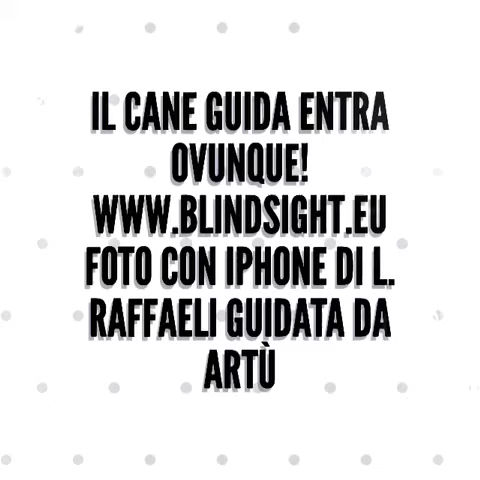 IL CANE GUIDA ENTRA
OVUNQUE!
WWW.BLINDSIGHT.EU
FOTO CON IPHONE DI L.
RAFFAELI GUIDATA DA
ARTÙ